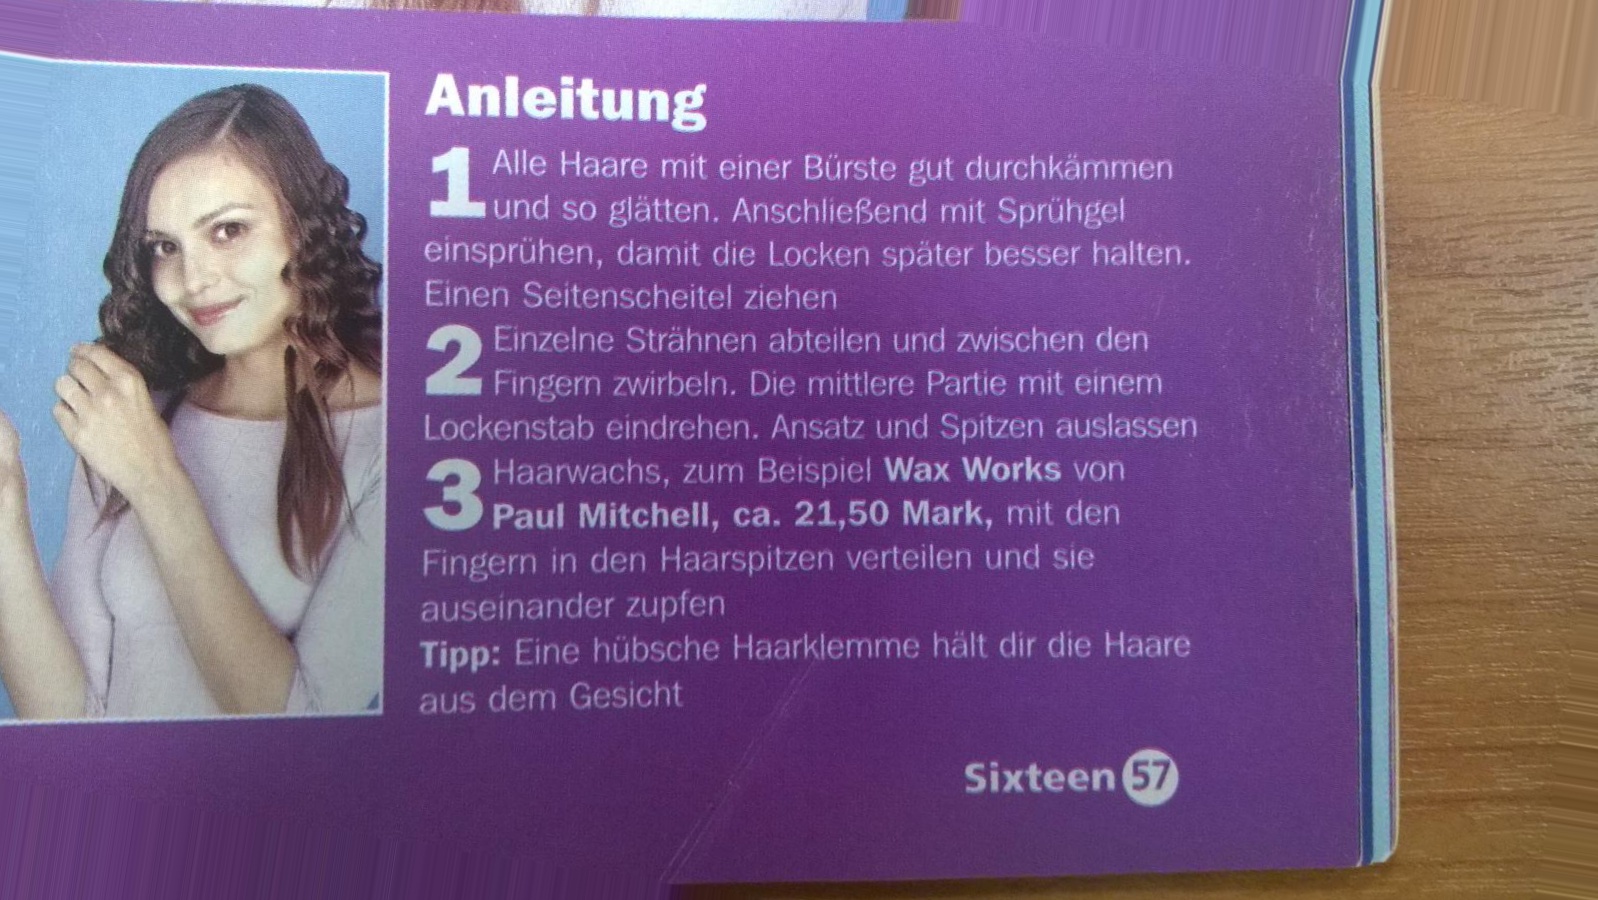 Anleitung
1 Alle Haare mit einer Bürste gut durchkämmen
und so glätten. Anschließend mit Sprühgel
einsprühen, damit die Locken später besser halten.
Einen Seitenscheitel ziehen
2 Einzelne Strähnen abteilen und zwischen den
Fingern zwirbeln. Die mittlere Partie mit einem
Lockenstab eindrehen. Ansatz und Spitzen auslassen
3 Haarwachs, zum Beispiel Wax Works von
Paul Mitchell, ca. 21,50 Mark, mit den
Fingern in den Haarspitzen verteilen und sie
auseinander zupfen
Tipp: Eine hübsche Haarklemme hält dir die Haare
aus dem Gesicht
Sixteen 57